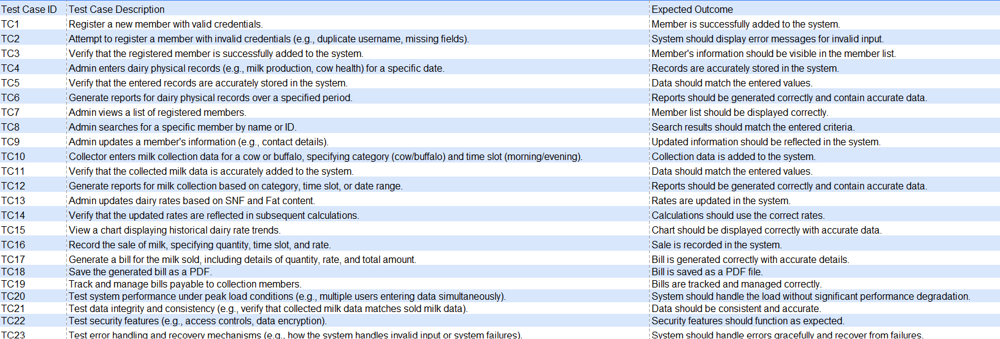 Test Case ID Test Case Description Expected Outcome
TC1 Register a new member with valid credentials. Member is successfully added to the system.
TC2 Attempt to register a member with invalid credentials (e.g., duplicate username, missing fields). System should display error messages for invalid input.
TC3 Verify that the registered member is successfully added to the system. Member's information should be visible in the member list.
TC4 Admin enters dairy physical records (e.g., milk production, cow health) for a specific date. Records are accurately stored in the system.
TC5 Verify that the entered records are accurately stored in the system. Data should match the entered values.
TC6 Generate reports for dairy physical records over a specified period. Reports should be generated correctly and contain accurate data.
TC7 Admin views a list of registered members. Member list should be displayed correctly.
TC8 Admin searches for a specific member by name or ID. Search results should match the entered criteria.
TC9 Admin updates a member's information (e.g., contact details). Updated information should be reflected in the system.
TC10 Collector enters milk collection data for a cow or buffalo, specifying category (cow/buffalo) and time slot (morning/evening). Collection data is added to the system.
TC11 Verify that the collected milk data is accurately added to the system. Data should match the entered values.
TC12 Generate reports for milk collection based on category, time slot, or date range. Reports should be generated correctly and contain accurate data.
TC13 Admin updates dairy rates based on SNF and Fat content. Rates are updated in the system.
TC14 Verify that the updated rates are reflected in subsequent calculations. Calculations should use the correct rates.
TC15 View a chart displaying historical dairy rate trends. Chart should be displayed correctly with accurate data.
TC16 Record the sale of milk, specifying quantity, time slot, and rate. Sale is recorded in the system.
TC17 Generate a bill for the milk sold, including details of quantity, rate, and total amount. Bill is generated correctly with accurate details.
TC18 Save the generated bill as a PDF. Bill is saved as a PDF file.
TC19 Track and manage bills payable to collection members. Bills are tracked and managed correctly.
TC20 Test system performance under peak load conditions (e.g., multiple users entering data simultaneously). System should handle the load without significant performance degradation.
TC21 Test data integrity and consistency (e.g., verify that collected milk data matches sold milk data). Data should be consistent and accurate.
TC22 Test security features (e.g., access controls, data encryption). Security features should function as expected.
TC23 Test error handling and recovery mechanisms (e.g., how the system handles invalid input or system failures). System should handle errors gracefully and recover from failures.